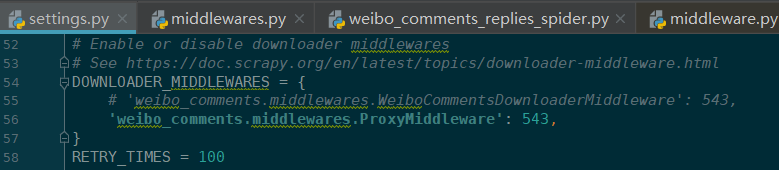 settings.py × middlewares.py × weibo_comments_replies_spider.py × middleware.py
52 # Enable or disable downloader middlewares
53 # See https://doc.scrapy.org/en/latest/topics/downloader-middleware.html
54 DOWNLOADER_MIDDLEWARES = {
55 # 'weibo_comments.middlewares.WeiboCommentsDownloaderMiddleware': 543,
56 'weibo_comments.middlewares.ProxyMiddleware': 543,
57 }
58 RETRY_TIMES = 100